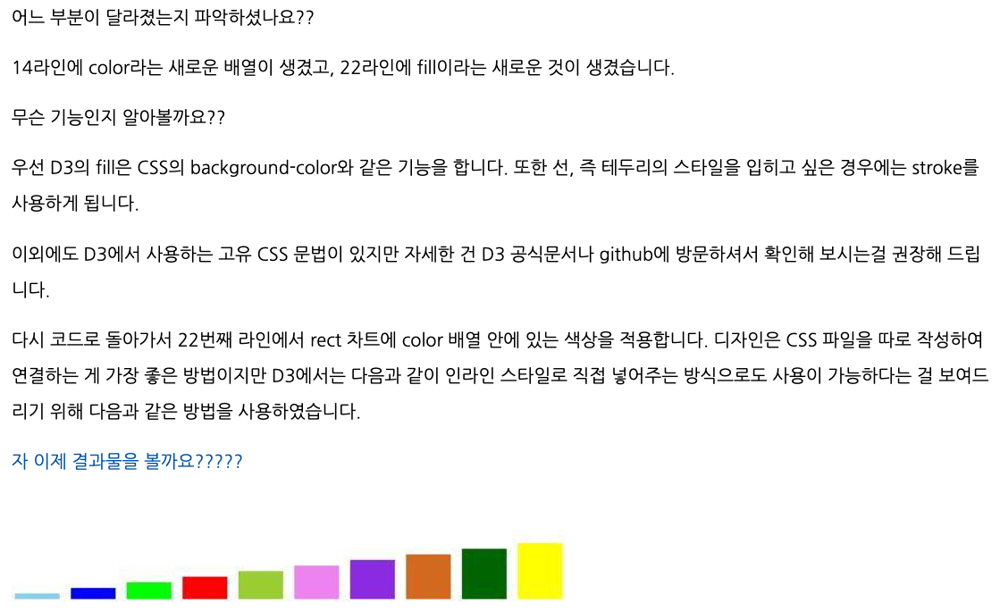 어느 부분이 달라졌는지 파악하셨나요??
14라인에 color라는 새로운 배열이 생겼고, 22라인에 fill이라는 새로운 것이 생겼습니다.
무슨 기능인지 알아볼까요??
우선 D3의 fill은 CSS의 background-color와 같은 기능을 합니다. 또한 선, 즉 테두리의 스타일을 입히고 싶은 경우에는 stroke를
사용하게 됩니다.
이외에도 D3에서 사용하는 고유 CSS 문법이 있지만 자세한 건 D3 공식문서나 github에 방문하셔서 확인해 보시는걸 권장해 드립
니다.
다시 코드로 돌아가서 22번째 라인에서 rect 차트에 color 배열 안에 있는 색상을 적용합니다. 디자인은 CSS 파일을 따로 작성하여
연결하는 게 가장 좋은 방법이지만 D3에서는 다음과 같이 인라인 스타일로 직접 넣어주는 방식으로도 사용이 가능하다는 걸 보여드
리기 위해 다음과 같은 방법을 사용하였습니다.
자 이제 결과물을 볼까요?????